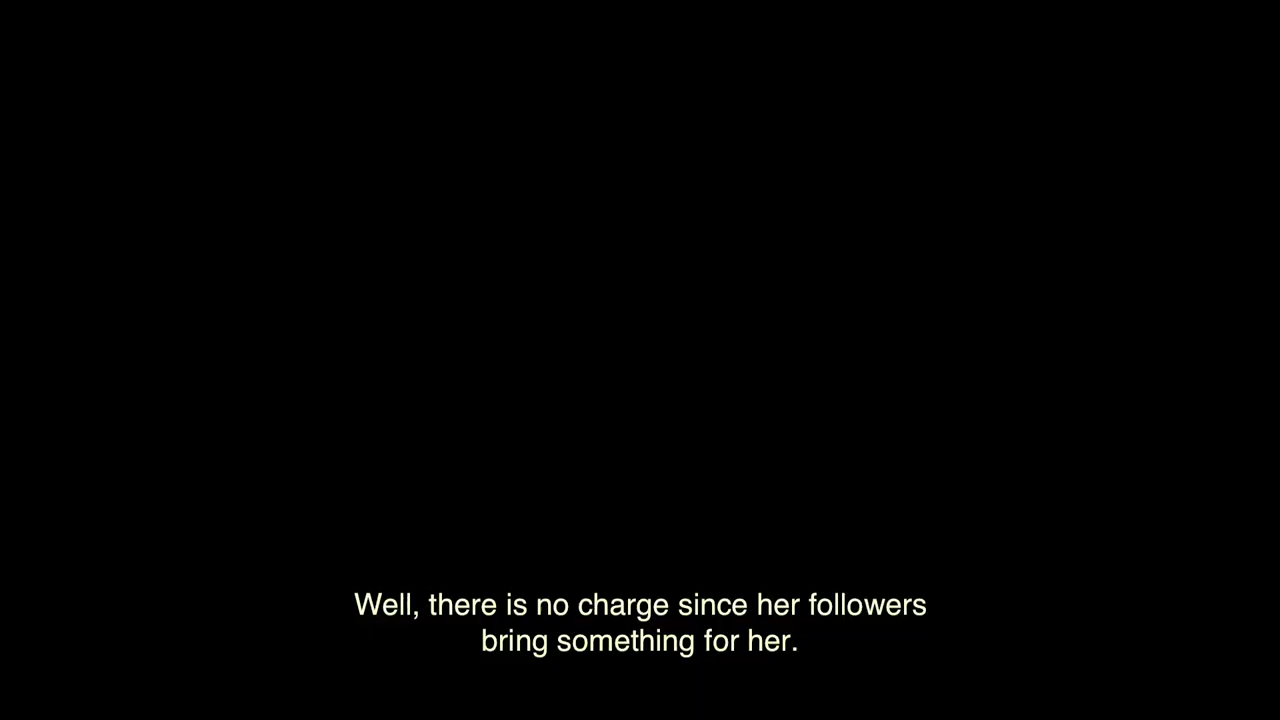 Well, there is no charge since her followers
bring something for her.